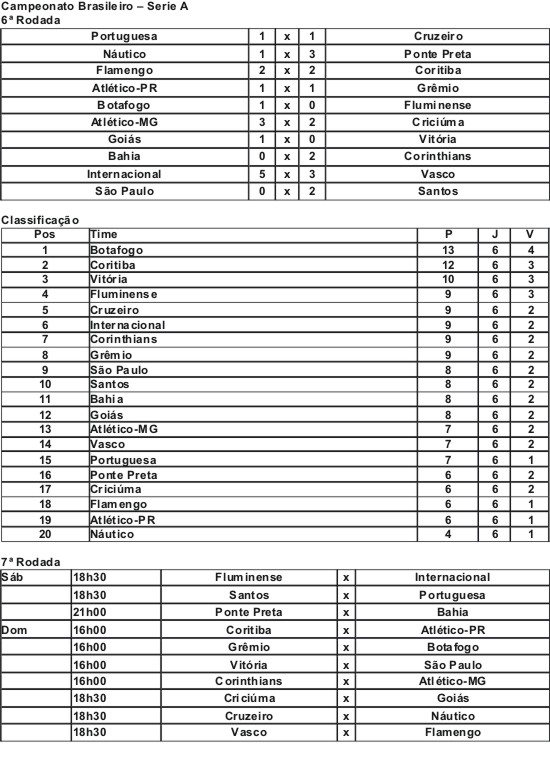 Campeonato Brasileiro – Serie A
6ª Rodada
Portuguesa 1 x 1 Cruzeiro
Náutico 1 x 3 Ponte Preta
Flamengo 2 x 2 Coritiba
Atlético-PR 1 x 1 Grêmio
Botafogo 1 x 0 Fluminense
Atlético-MG 3 x 2 Criciúma
Goiás 1 x 0 Vitória
Bahia 0 x 2 Corinthians
Internacional 5 x 3 Vasco
São Paulo 0 x 2 Santos
Classificação
Pos Time P J V
1 Botafogo 13 6 4
2 Coritiba 12 6 3
3 Vitória 10 6 3
4 Fluminense 9 6 3
5 Cruzeiro 9 6 2
6 Internacional 9 6 2
7 Corinthians 9 6 2
8 Grêmio 9 6 2
9 São Paulo 8 6 2
10 Santos 8 6 2
11 Bahia 8 6 2
12 Goiás 8 6 2
13 Atlético-MG 7 6 2
14 Vasco 7 6 2
15 Portuguesa 7 6 1
16 Ponte Preta 6 6 2
17 Criciúma 6 6 2
18 Flamengo 6 6 1
19 Atlético-PR 6 6 1
20 Náutico 4 6 1
7ª Rodada
Sáb 18h30 Fluminense x Internacional
18h30 Santos x Portuguesa
21h00 Ponte Preta x Bahia
Dom 16h00 Coritiba x Atlético-PR
16h00 Grêmio x Botafogo
16h00 Vitória x São Paulo
16h00 Corinthians x Atlético-MG
18h30 Criciúma x Goiás
18h30 Cruzeiro x Náutico
18h30 Vasco x Flamengo